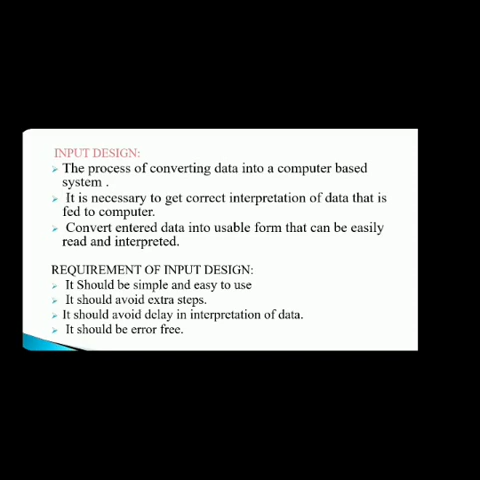 INPUT DESIGN:
➢ The process of converting data into a computer based
system .
➢ It is necessary to get correct interpretation of data that is
fed to computer.
➢ Convert entered data into usable form that can be easily
read and interpreted.
REQUIREMENT OF INPUT DESIGN:
➢ It Should be simple and easy to use
➢ It should avoid extra steps.
➢ It should avoid delay in interpretation of data.
➢ It should be error free.